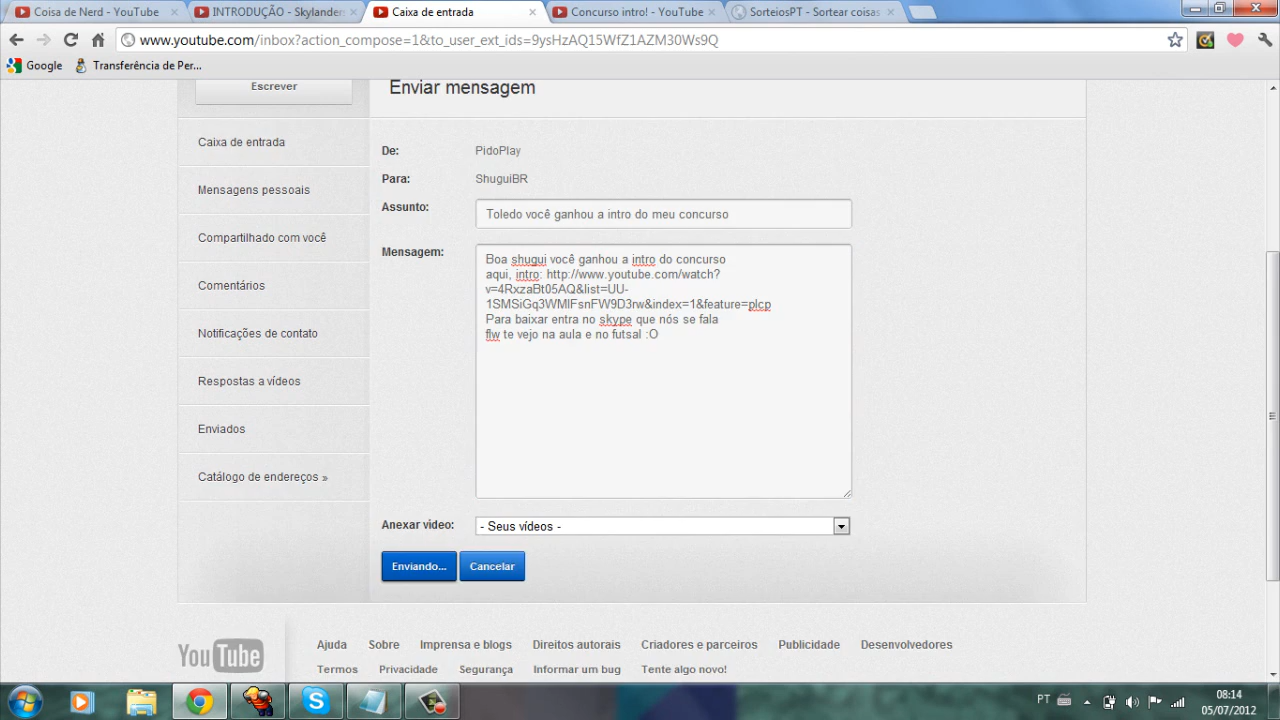 Coisa de Nerd - YouTube
INTRODUÇÃO - Skylander
Caixa de entrada
Concurso intro! - YouTube
SorteiosPT - Sortear coisas
www.youtube.com/inbox?action_compose=1&to_user_ext_ids=9ysHzAQ15WfZ1AZM30Ws9Q
Google
Transferência de Per...
Escrever
Enviar mensagem
Caixa de entrada
Mensagens pessoais
Compartilhado com você
Comentários
Notificações de contato
Respostas a vídeos
Enviados
Catálogo de endereços »
De: PidoPlay
Para: ShuguiBR
Assunto: Toledo você ganhou a intro do meu concurso
Mensagem: Boa shugui você ganhou a intro do concurso
aqui, intro: http://www.youtube.com/watch?
v=4RxzaBt05AQ&list=UU-
1SMSiGq3WMIFsnFW9D3rw&index=1&feature=plcp
Para baixar entra no skype que nós se fala
flw te vejo na aula e no futsal :O
Anexar vídeo: - Seus vídeos -
Enviando... Cancelar
YouTube
Ajuda Sobre Imprensa e blogs Direitos autorais Criadores e parceiros Publicidade Desenvolvedores
Termos Privacidade Segurança Informar um bug Tente algo novo!
PT
08:14
05/07/2012